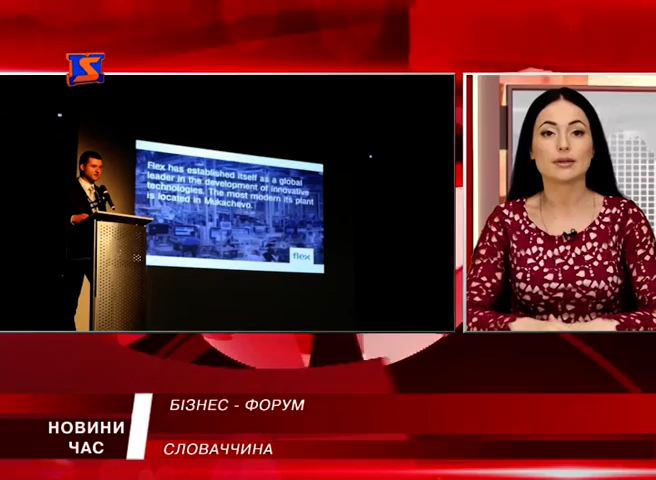 Flex has established itself as a global
leader in the development of innovative
technologies. The most modern its plant
is located in Mukachevo.
flex
БІЗНЕС - ФОРУМ
НОВИНИ
ЧАС
СЛОВАЧЧИНА